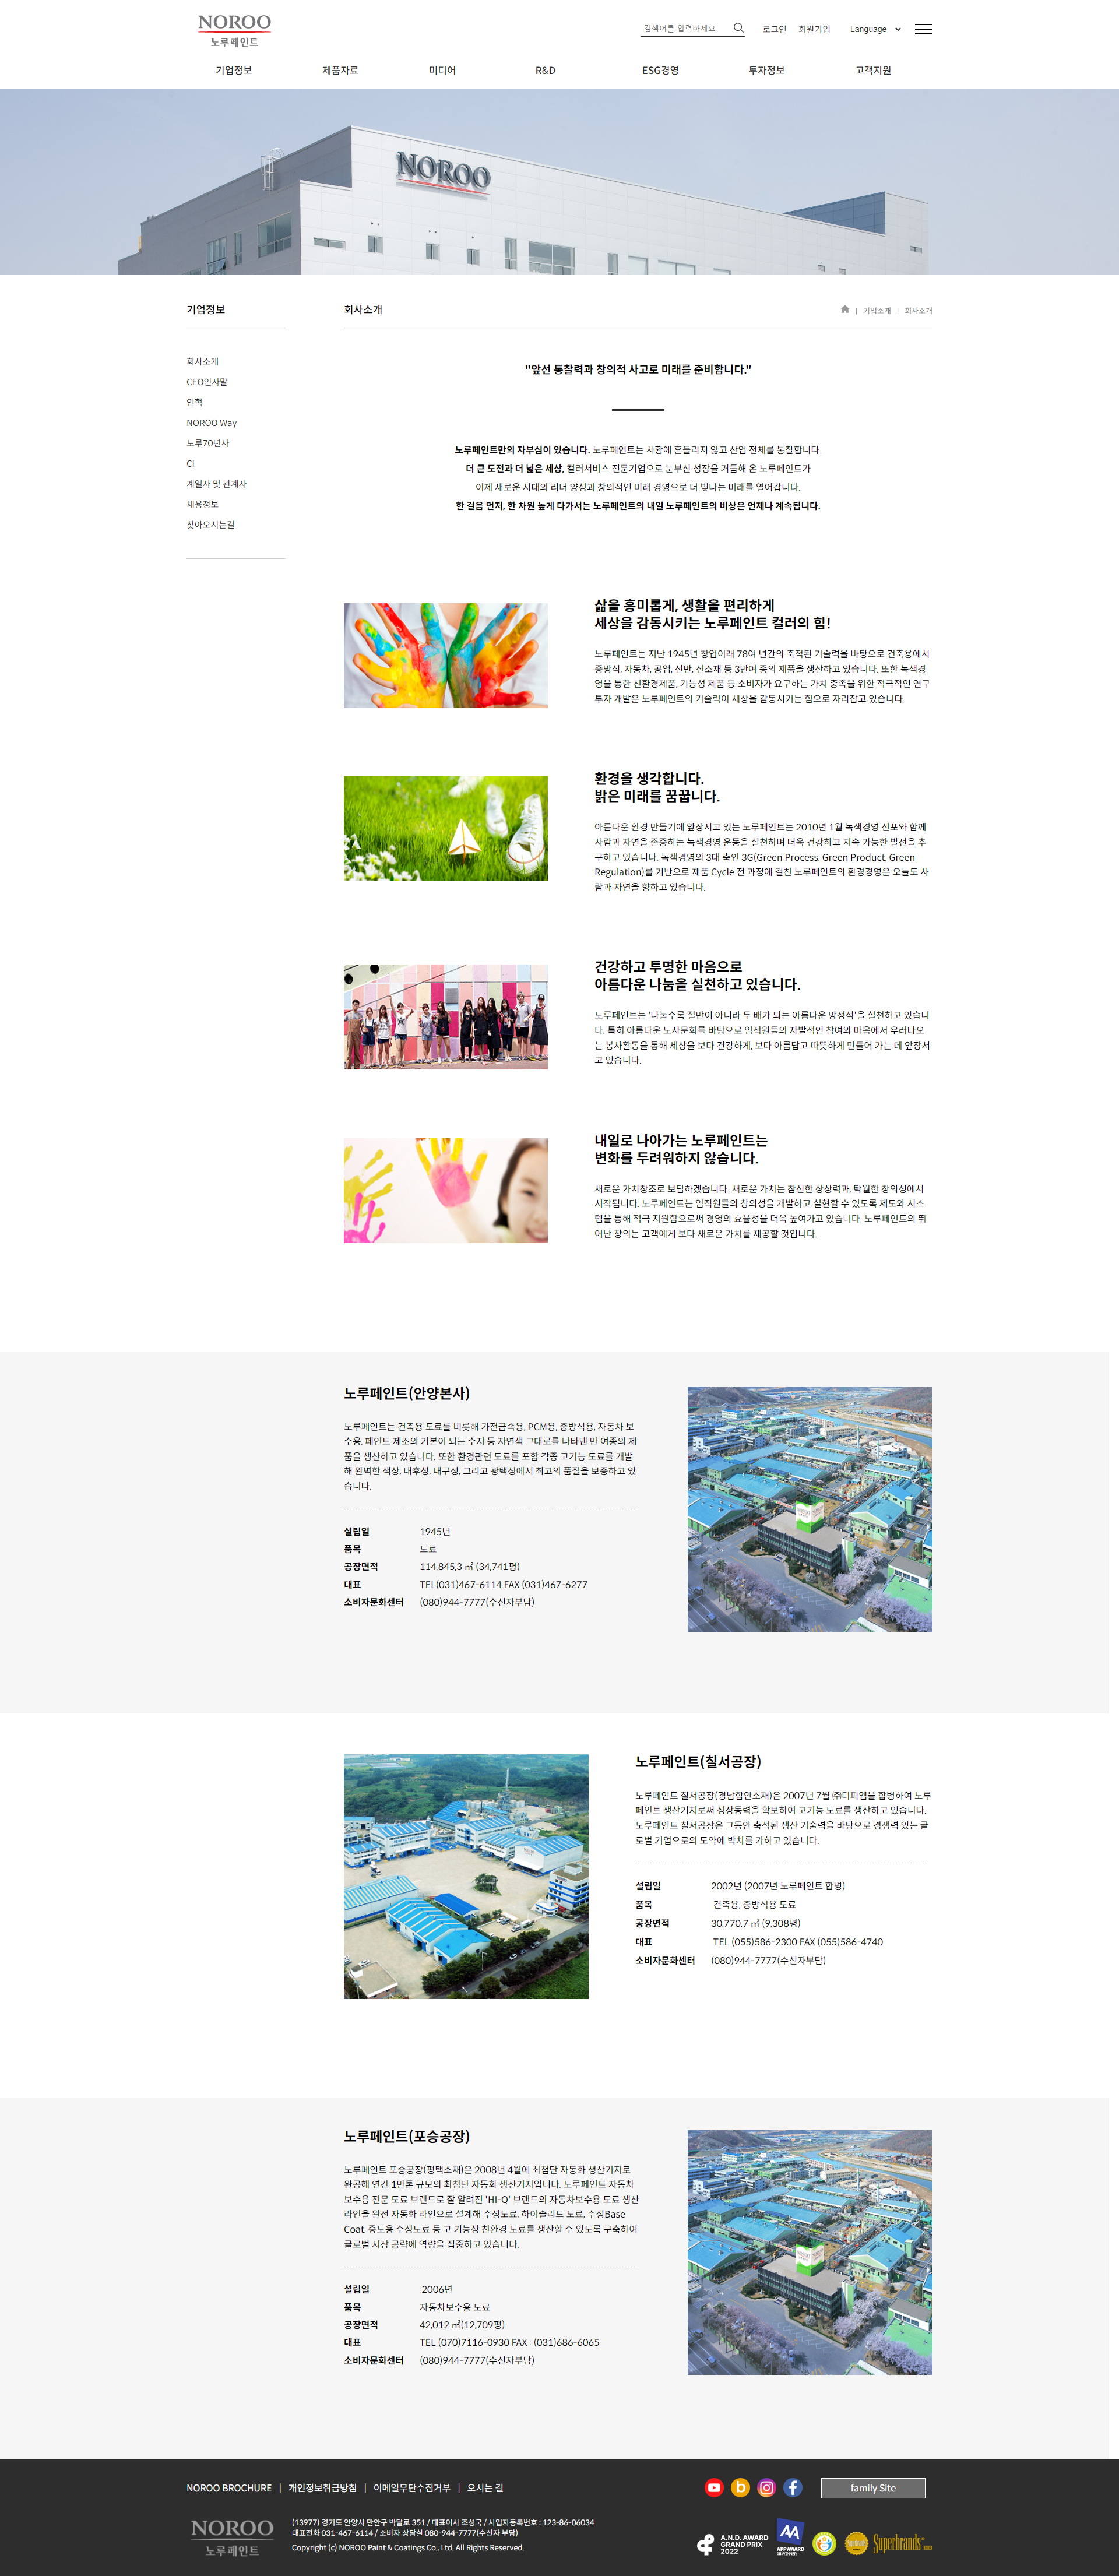 NOROO
노루페인트
검색어를 입력하세요.
로그인 회원가입 Language
기업정보 제품자료 미디어 R&D ESG경영 투자정보 고객지원
NOROO
기업정보
회사소개
CEO인사말
연혁
NOROO Way
노루70년사
CI
계열사 및 관계사
채용정보
찾아오시는길
회사소개
| 기업소개 | 회사소개
"앞선 통찰력과 창의적 사고로 미래를 준비합니다."
노루페인트만의 자부심이 있습니다. 노루페인트는 시황에 흔들리지 않고 산업 전체를 통찰합니다.
더 큰 도전과 더 넓은 세상, 컬러서비스 전문기업으로 눈부신 성장을 거듭해 온 노루페인트가
이제 새로운 시대의 리더 양성과 창의적인 미래 경영으로 더 빛나는 미래를 열어갑니다.
한 걸음 먼저, 한 차원 높게 다가서는 노루페인트의 내일 노루페인트의 비상은 언제나 계속됩니다.
삶을 흥미롭게, 생활을 편리하게
세상을 감동시키는 노루페인트 컬러의 힘!
노루페인트는 지난 1945년 창업이래 78여 년간의 축적된 기술력을 바탕으로 건축용에서
중방식, 자동차, 공업, 선반, 신소재 등 3만여 종의 제품을 생산하고 있습니다. 또한 녹색경
영을 통한 친환경제품, 기능성 제품 등 소비자가 요구하는 가치 충족을 위한 적극적인 연구
투자 개발은 노루페인트의 기술력이 세상을 감동시키는 힘으로 자리잡고 있습니다.
환경을 생각합니다.
밝은 미래를 꿈꿉니다.
아름다운 환경 만들기에 앞장서고 있는 노루페인트는 2010년 1월 녹색경영 선포와 함께
사람과 자연을 존중하는 녹색경영 운동을 실천하며 더욱 건강하고 지속 가능한 발전을 추
구하고 있습니다. 녹색경영의 3대 축인 3G(Green Process, Green Product, Green
Regulation)를 기반으로 제품 Cycle 전 과정에 걸친 노루페인트의 환경경영은 오늘도 사
람과 자연을 향하고 있습니다.
건강하고 투명한 마음으로
아름다운 나눔을 실천하고 있습니다.
노루페인트는 '나눌수록 절반이 아니라 두 배가 되는 아름다운 방정식'을 실천하고 있습니
다. 특히 아름다운 노사문화를 바탕으로 임직원들의 자발적인 참여와 마음에서 우러나오
는 봉사활동을 통해 세상을 보다 건강하게, 보다 아름답고 따뜻하게 만들어 가는 데 앞장서
고 있습니다.
내일로 나아가는 노루페인트는
변화를 두려워하지 않습니다.
새로운 가치창조로 보답하겠습니다. 새로운 가치는 참신한 상상력과, 탁월한 창의성에서
시작됩니다. 노루페인트는 임직원들의 창의성을 개발하고 실현할 수 있도록 제도와 시스
템을 통해 적극 지원함으로써 경영의 효율성을 더욱 높여가고 있습니다. 노루페인트의 뛰
어난 창의는 고객에게 보다 새로운 가치를 제공할 것입니다.
노루페인트(안양본사)
노루페인트는 건축용 도료를 비롯해 가전금속용, PCM용, 중방식용, 자동차 보
수용, 페인트 제조의 기본이 되는 수지 등 자연색 그대로를 나타낸 만 여종의 제
품을 생산하고 있습니다. 또한 환경관련 도료를 포함 각종 고기능 도료를 개발
해 완벽한 색상, 내후성, 내구성, 그리고 광택성에서 최고의 품질을 보증하고 있
습니다.
설립일 1945년
품목 도료
공장면적 114,845.3 ㎡ (34,741평)
대표 TEL(031)467-6114 FAX (031)467-6277
소비자문화센터 (080)944-7777(수신자부담)
노루페인트(칠서공장)
노루페인트 칠서공장(경남함안소재)은 2007년 7월 ㈜디피엠을 합병하여 노루
페인트 생산기지로써 성장동력을 확보하여 고기능 도료를 생산하고 있습니다.
노루페인트 칠서공장은 그동안 축적된 생산 기술력을 바탕으로 경쟁력 있는 글
로벌 기업으로의 도약에 박차를 가하고 있습니다.
설립일 2002년 (2007년 노루페인트 합병)
품목 건축용, 중방식용 도료
공장면적 30,770.7 ㎡ (9,308평)
대표 TEL (055)586-2300 FAX (055)586-4740
소비자문화센터 (080)944-7777(수신자부담)
노루페인트(포승공장)
노루페인트 포승공장(평택소재)은 2008년 4월에 최첨단 자동화 생산기지로
완공해 연간 1만톤 규모의 최첨단 자동화 생산기지입니다. 노루페인트 자동차
보수용 전문 도료 브랜드로 잘 알려진 'HI-Q' 브랜드의 자동차보수용 도료 생산
라인을 완전 자동화 라인으로 설계해 수성도료, 하이솔리드 도료, 수성Base
Coat, 중도용 수성도료 등 고 기능성 친환경 도료를 생산할 수 있도록 구축하여
글로벌 시장 공략에 역량을 집중하고 있습니다.
설립일 2006년
품목 자동차보수용 도료
공장면적 42,012 ㎡(12,709평)
대표 TEL (070)7116-0930 FAX : (031)686-6065
소비자문화센터 (080)944-7777(수신자부담)
NOROO BROCHURE | 개인정보취급방침 | 이메일무단수집거부 | 오시는 길
family Site
NOROO
노루페인트
(13977) 경기도 안양시 만안구 박달로 351 / 대표이사 조성국 / 사업자등록번호 : 123-86-06034
대표전화 031-467-6114 / 소비자 상담실 080-944-7777(수신자 부담)
Copyright (c) NOROO Paint & Coatings Co., Ltd. All Rights Reserved.
A.N.D. AWARD
GRAND PRIX
2022
AA
APP AWARD
Superbrands